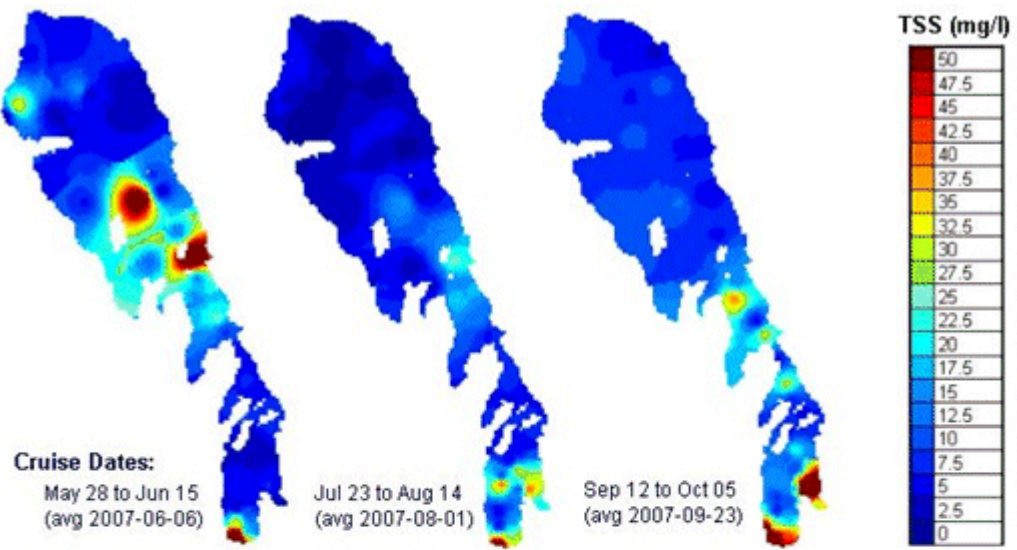 TSS (mg/l)
50
47.5
45
42.5
40
37.5
35
32.5
30
27.5
25
22.5
20
17.5
15
12.5
10
7.5
5
2.5
0
Cruise Dates:
May 28 to Jun 15
(avg 2007-06-06)
Jul 23 to Aug 14
(avg 2007-08-01)
Sep 12 to Oct 05
(avg 2007-09-23)